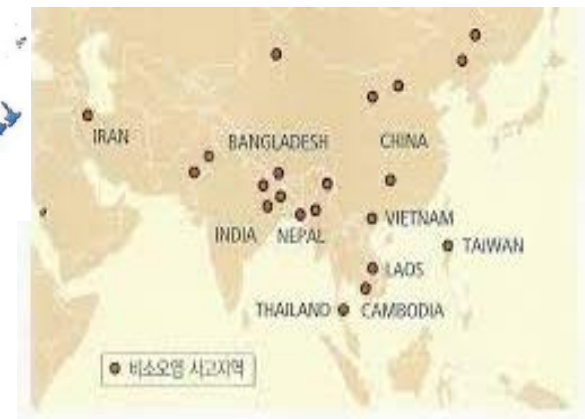 IRAN
BANGLADESH
CHINA
INDIA
NEPAL
VIETNAM
TAIWAN
LAOS
THAILAND
CAMBODIA
비소오염 사고지역